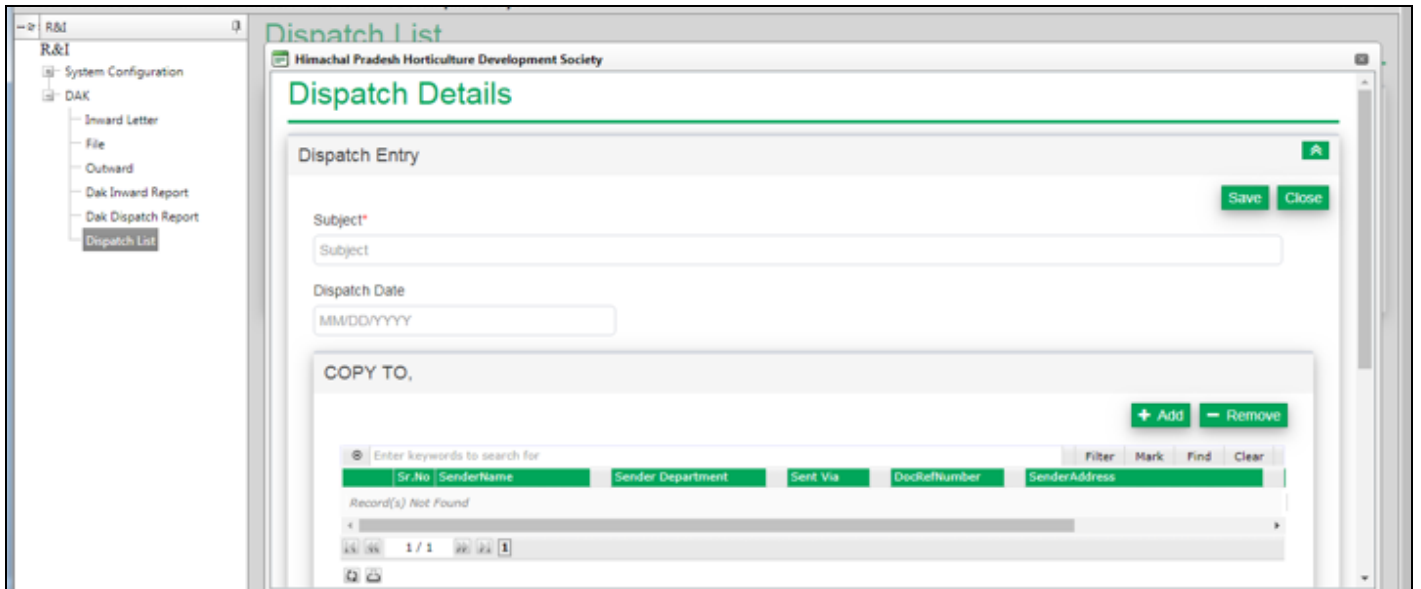 R&I
R&I
System Configuration
DAK
Inward Letter
File
Outward
Dak Inward Report
Dak Dispatch Report
Dispatch List
Dispatch List
Himachal Pradesh Horticulture Development Society
Dispatch Details
Dispatch Entry
Save Close
Subject*
Subject
Dispatch Date
MM/DD/YYYY
COPY TO,
+ Add − Remove
Enter keywords to search for Filter Mark Find Clear
Sr.No SenderName Sender Department Sent Via DocRefNumber SenderAddress
Record(s) Not Found
1 / 1 1